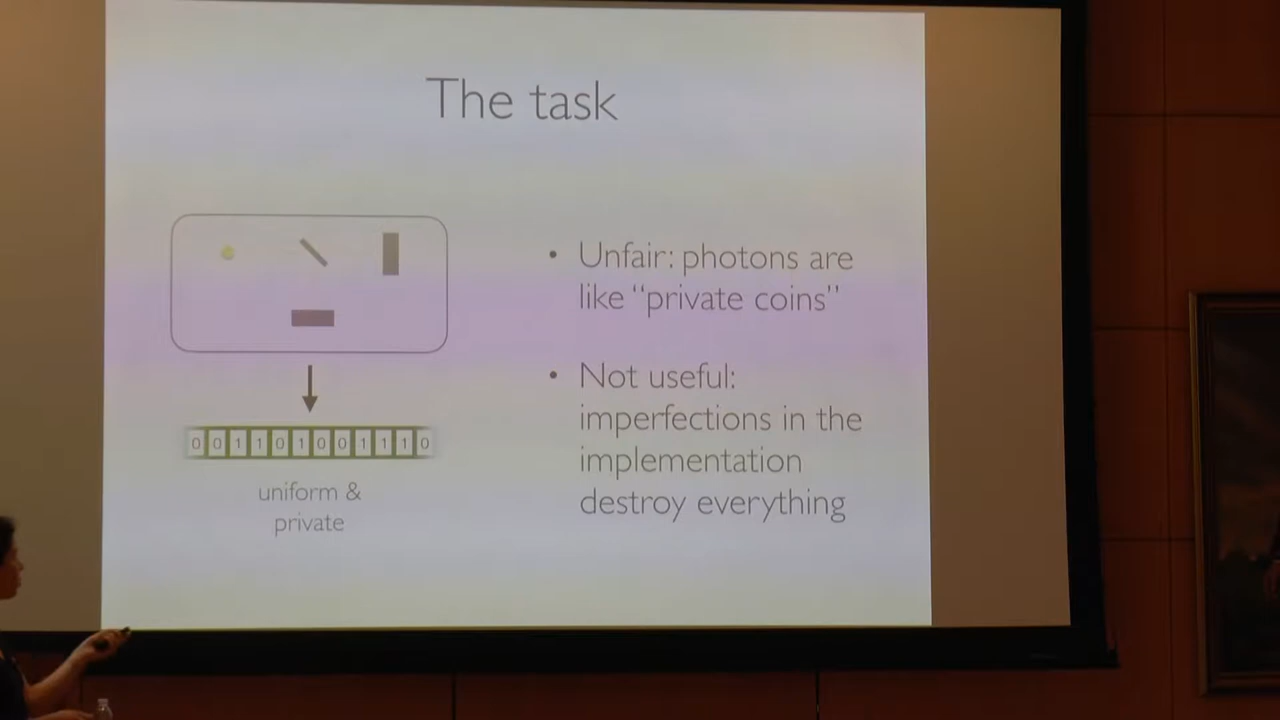 The task
• Unfair: photons are
like “private coins”
• Not useful:
imperfections in the
implementation
destroy everything
0 0 1 1 0 1 0 0 1 1 1 0
uniform &
private